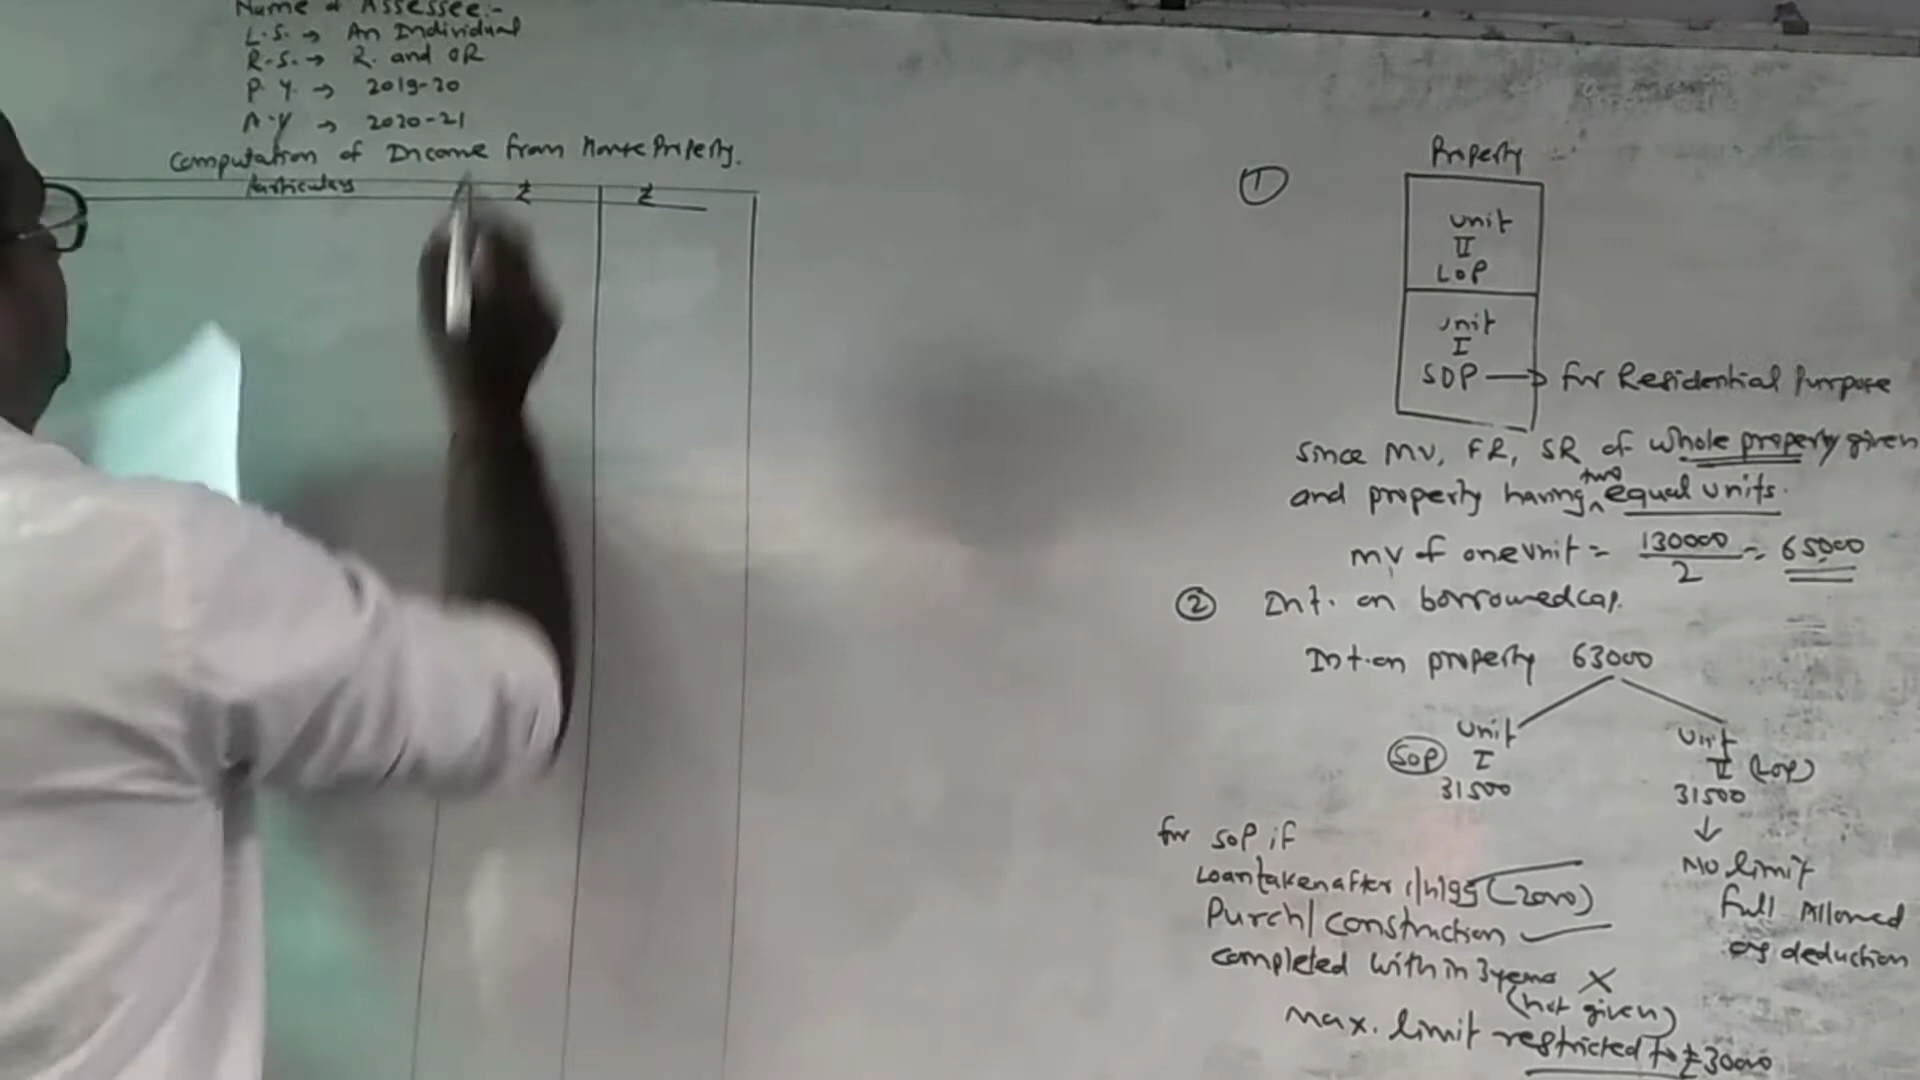 Name of Assessee:-
L.S. → An Individual
R.S. → R. and OR
P.Y. → 2019-20
A.Y → 2020-21
Computation of Income from House Property.
Particulars ₹ ₹
① Property
Unit
II
LOP
Unit
I
SOP → for Residential Purpose
Since MV, FR, SR of whole property given
and property having two equal units.
MV of one unit = 130000/2 = 65000
② Int. on borrowed cap.
Int. on property 63000
Unit
SOP I
31500
Unit
II (LOP)
31500
↓
No limit
full Allowed
as deduction
for SOP if
Loan taken after 1/4/99 (2000)
Purch/construction
completed within 3 years X
(not given)
max. limit restricted to ₹30000